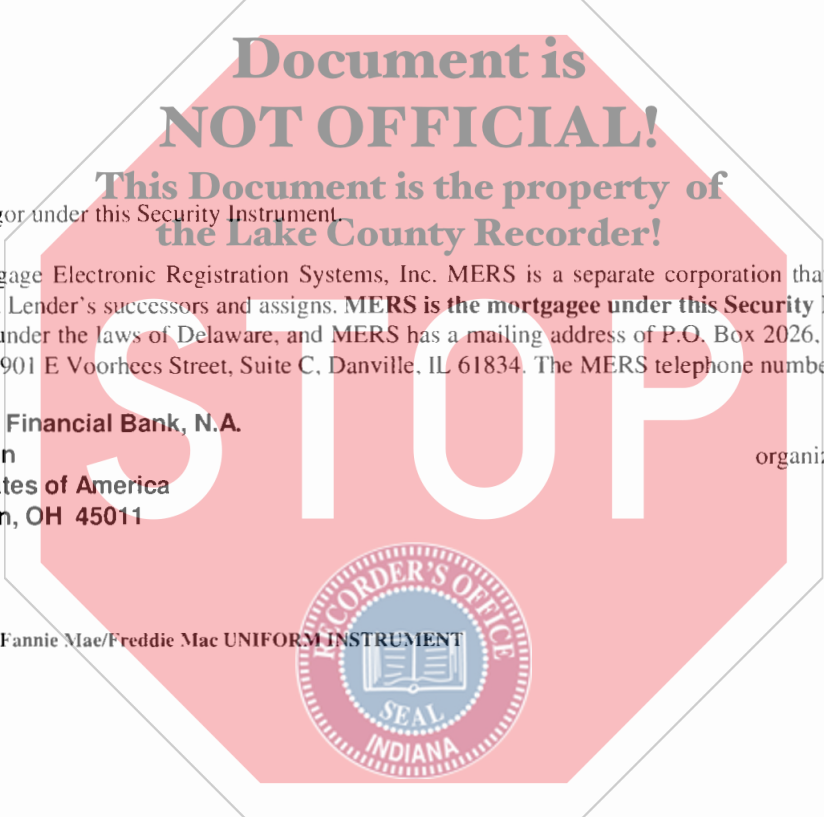 Document is
NOT OFFICIAL!
This Document is the property of
gor under this Security Instrument.
the Lake County Recorder!
gage Electronic Registration Systems, Inc. MERS is a separate corporation tha
Lender's successors and assigns. MERS is the mortgagee under this Security
under the laws of Delaware, and MERS has a mailing address of P.O. Box 2026,
901 E Voorhees Street, Suite C, Danville, IL 61834. The MERS telephone numbe
STOP
Financial Bank, N.A.
n organiz
tes of America
n, OH 45011
RECORDER'S OFFICE
Fannie Mae/Freddie Mac UNIFORM INSTRUMENT
SEAL
INDIANA